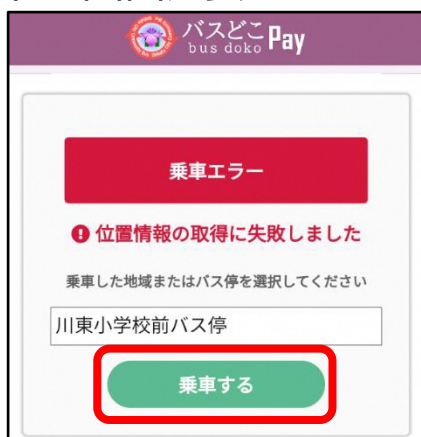 バスどこ Pay
bus doko
乗車エラー
位置情報の取得に失敗しました
乗車した地域またはバス停を選択してください
川東小学校前バス停
乗車する